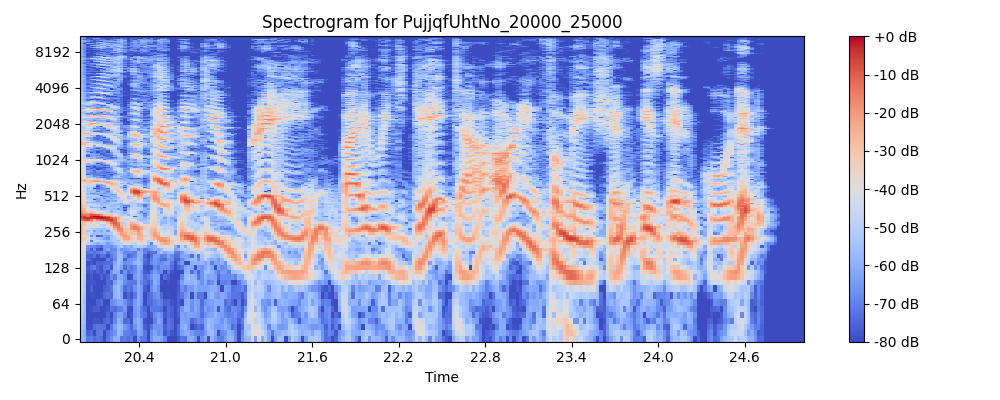 Spectrogram for PujjqfUhtNo_20000_25000
8192
4096
2048
1024
512
256
128
64
0
Hz
20.4 21.0 21.6 22.2 22.8 23.4 24.0 24.6
Time
+0 dB
-10 dB
-20 dB
-30 dB
-40 dB
-50 dB
-60 dB
-70 dB
-80 dB